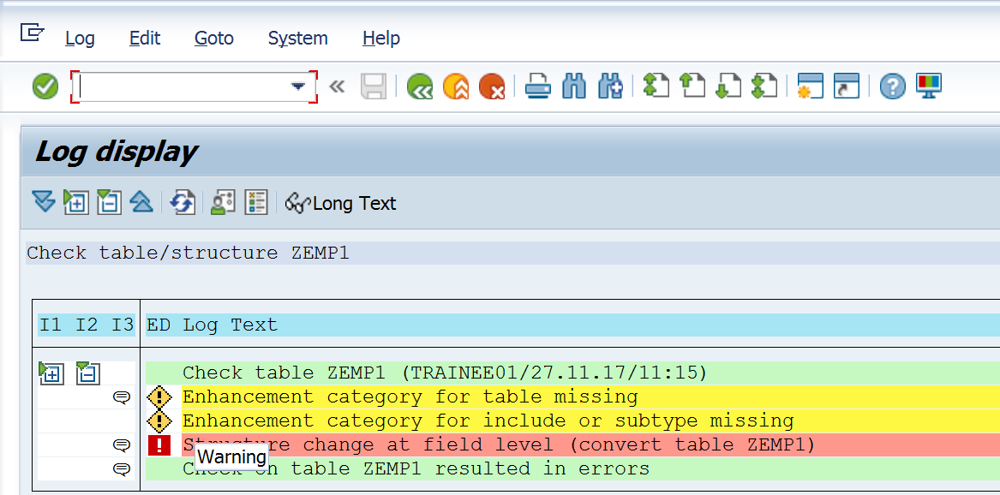 Log Edit Goto System Help
Log display
Long Text
Check table/structure ZEMP1
I1 I2 I3 ED Log Text
Check table ZEMP1 (TRAINEE01/27.11.17/11:15)
Enhancement category for table missing
Enhancement category for include or subtype missing
Structure change at field level (convert table ZEMP1)
Warning
Check on table ZEMP1 resulted in errors